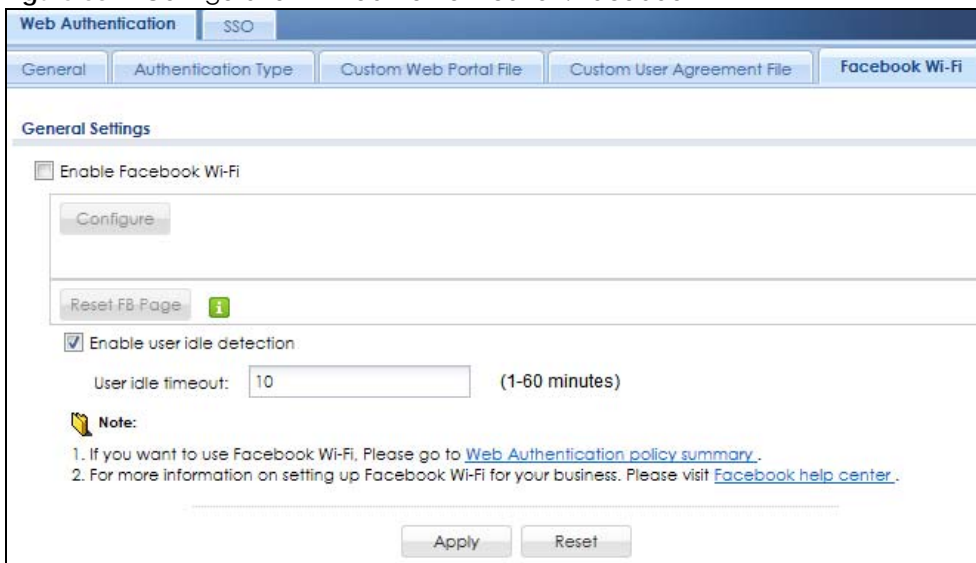 Web Authentication SSO
General Authentication Type Custom Web Portal File Custom User Agreement File Facebook Wi-Fi
General Settings
Enable Facebook Wi-Fi
Configure
Reset FB Page
Enable user idle detection
User idle timeout: 10 (1-60 minutes)
Note:
1. If you want to use Facebook Wi-Fi, Please go to Web Authentication policy summary .
2. For more information on setting up Facebook Wi-Fi for your business. Please visit Facebook help center .
Apply Reset